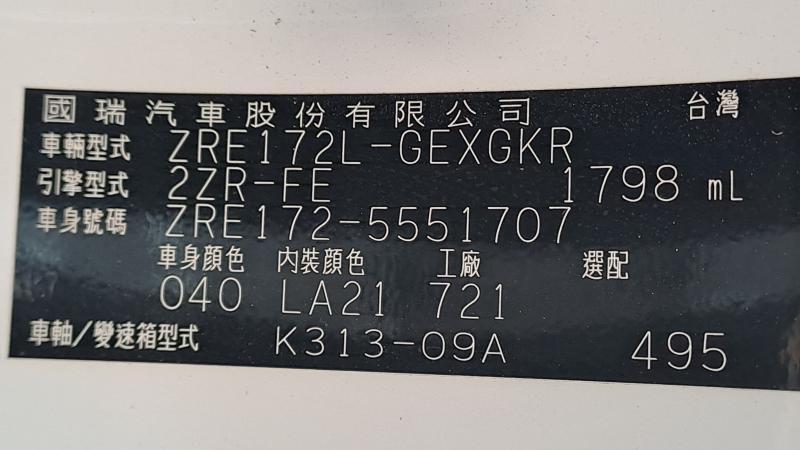 國瑞汽車股份有限公司 台灣
車輛型式 ZRE172L-GEXGKR
引擎型式 2ZR-FE 1798 mL
車身號碼 ZRE172-5551707
車身顏色 內裝顏色 工廠 選配
040 LA21 721
車軸/變速箱型式 K313-09A 495